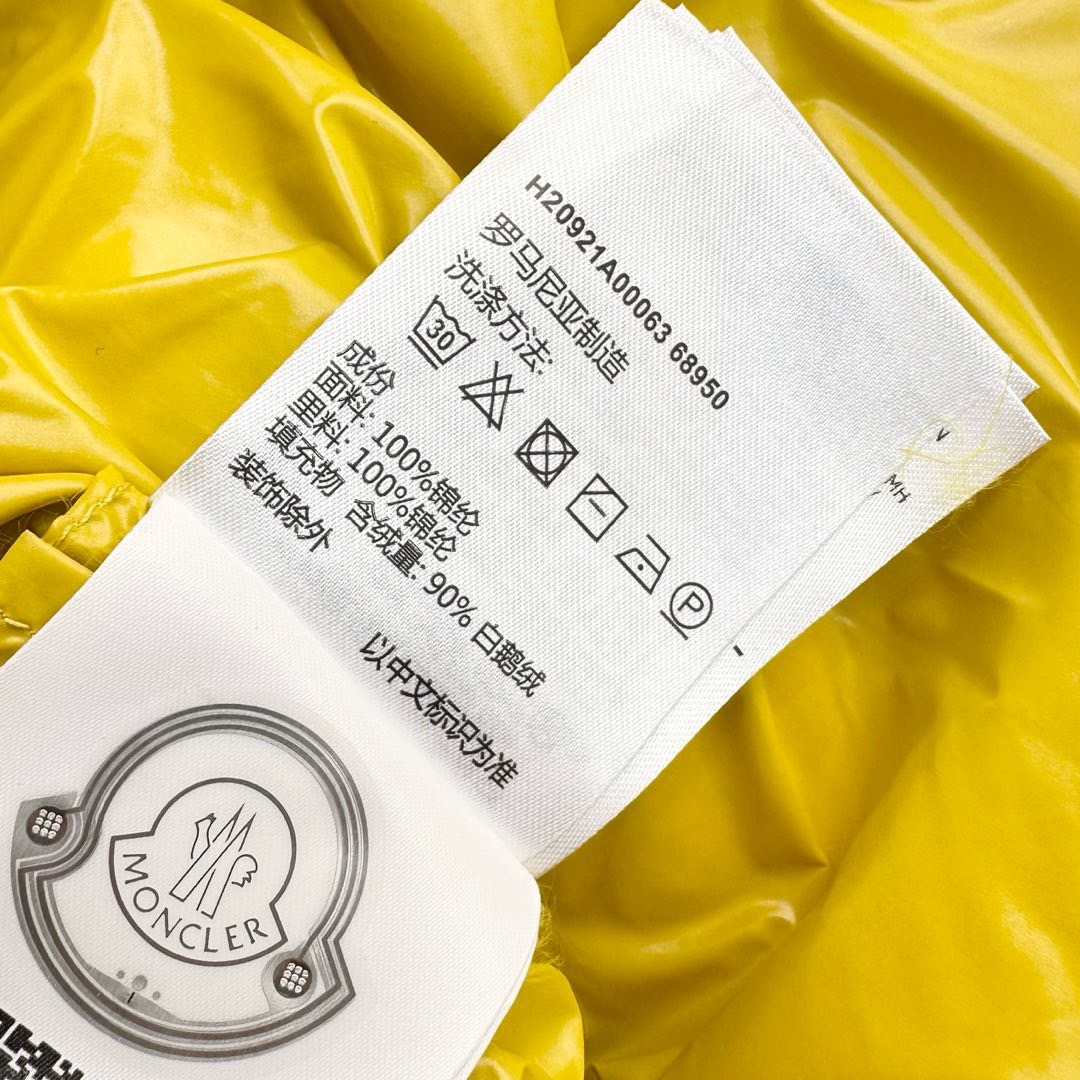 H20921A00063 68950
罗马尼亚制造
洗涤方法:
30
P
成份
面料: 100%锦纶
里料: 100%锦纶
填充物 含绒量: 90% 白鹅绒
装饰除外
以中文标识为准
V
MH
MONCLER